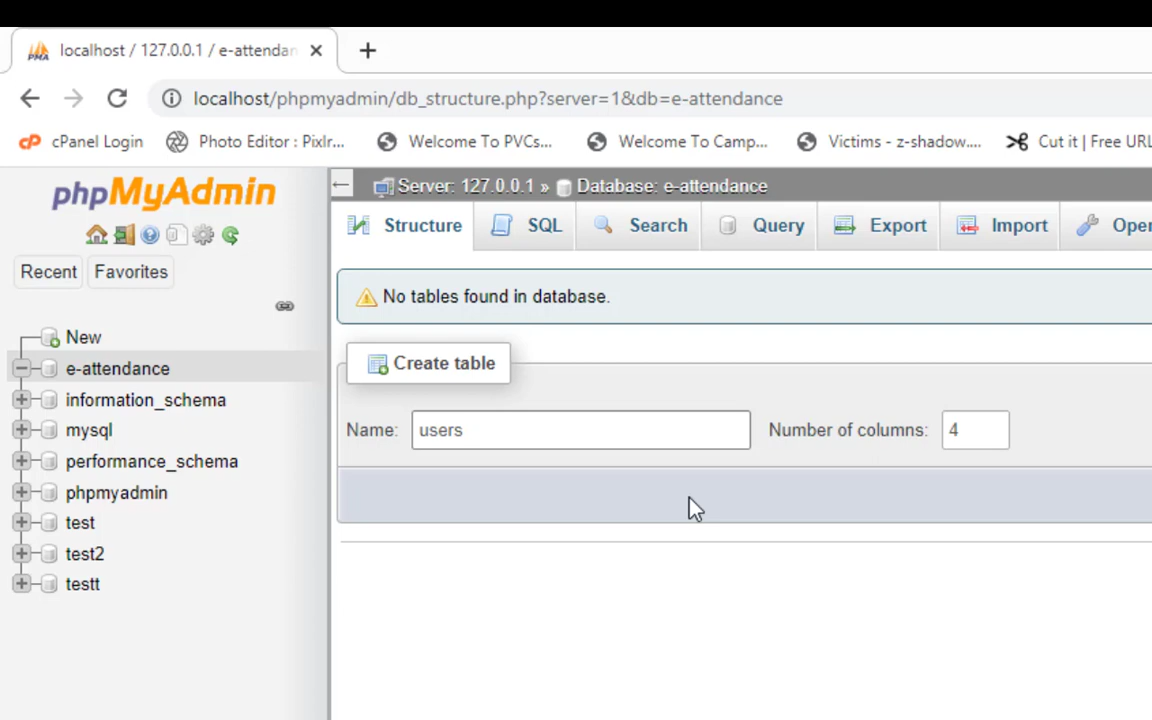 localhost / 127.0.0.1 / e-attendan
localhost/phpmyadmin/db_structure.php?server=1&db=e-attendance
cPanel Login Photo Editor : Pixlr... Welcome To PVCs... Welcome To Camp... Victims - z-shadow.... Cut it | Free URL
phpMyAdmin
Recent Favorites
New
e-attendance
information_schema
mysql
performance_schema
phpmyadmin
test
test2
testt
Server: 127.0.0.1 » Database: e-attendance
Structure SQL Search Query Export Import Oper
No tables found in database.
Create table
Name: users Number of columns: 4